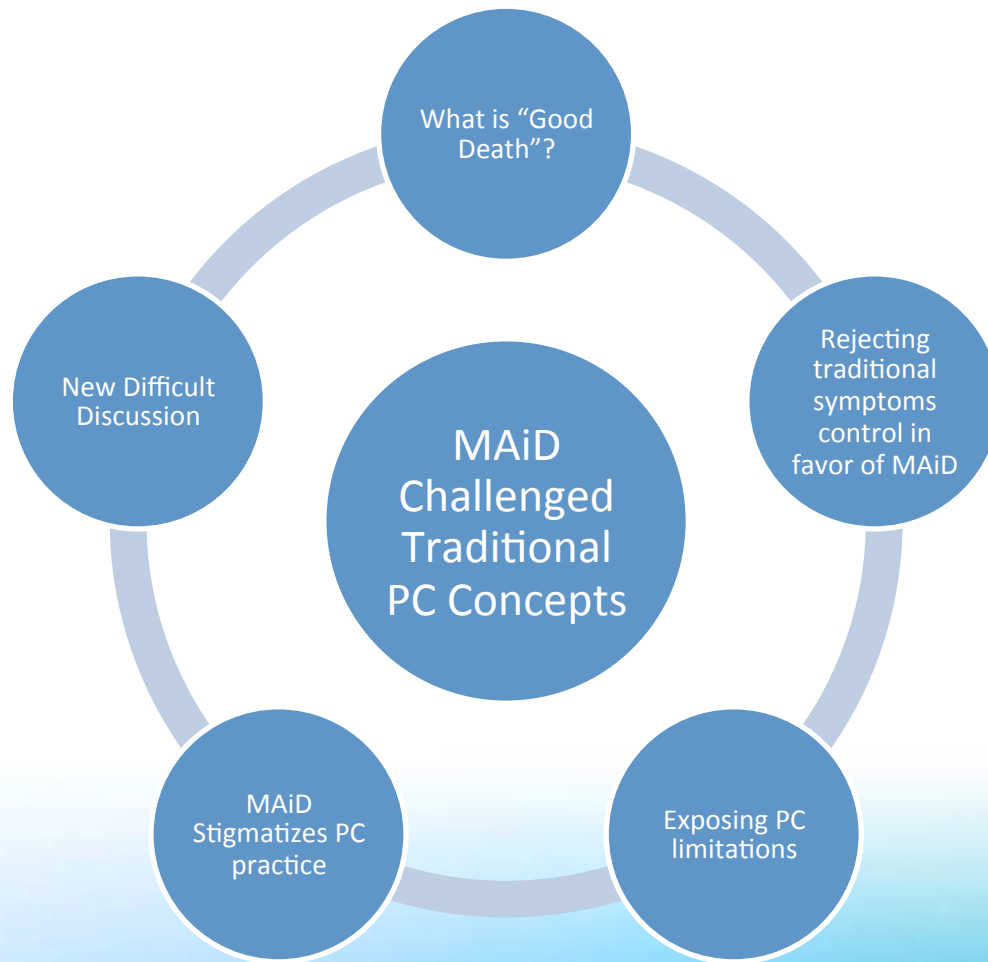 What is “Good
Death”?
Rejecting
traditional
symptoms
control in
favor of MAiD
Exposing PC
limitations
MAiD
Stigmatizes PC
practice
New Difficult
Discussion
MAiD
Challenged
Traditional
PC Concepts